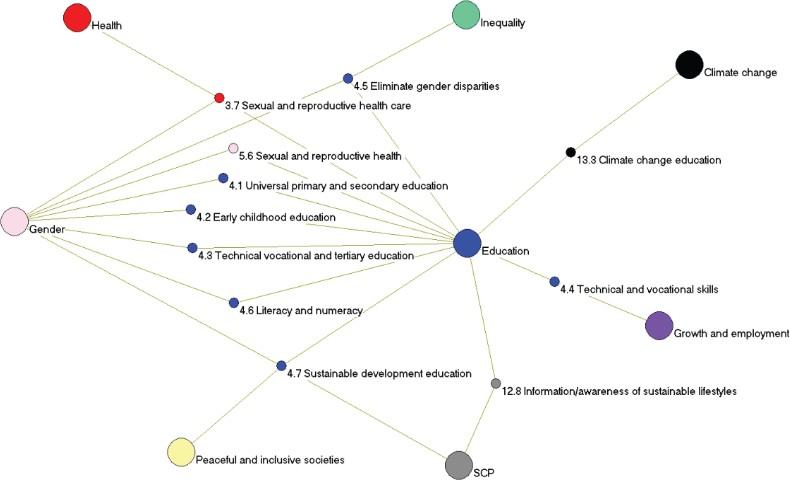 Health
Inequality
Climate change
4.5 Eliminate gender disparities
3.7 Sexual and reproductive health care
5.6 Sexual and reproductive health
13.3 Climate change education
4.1 Universal primary and secondary education
4.2 Early childhood education
Gender
Education
4.3 Technical vocational and tertiary education
4.4 Technical and vocational skills
4.6 Literacy and numeracy
Growth and employment
4.7 Sustainable development education
12.8 Information/awareness of sustainable lifestyles
Peaceful and inclusive societies
SCP